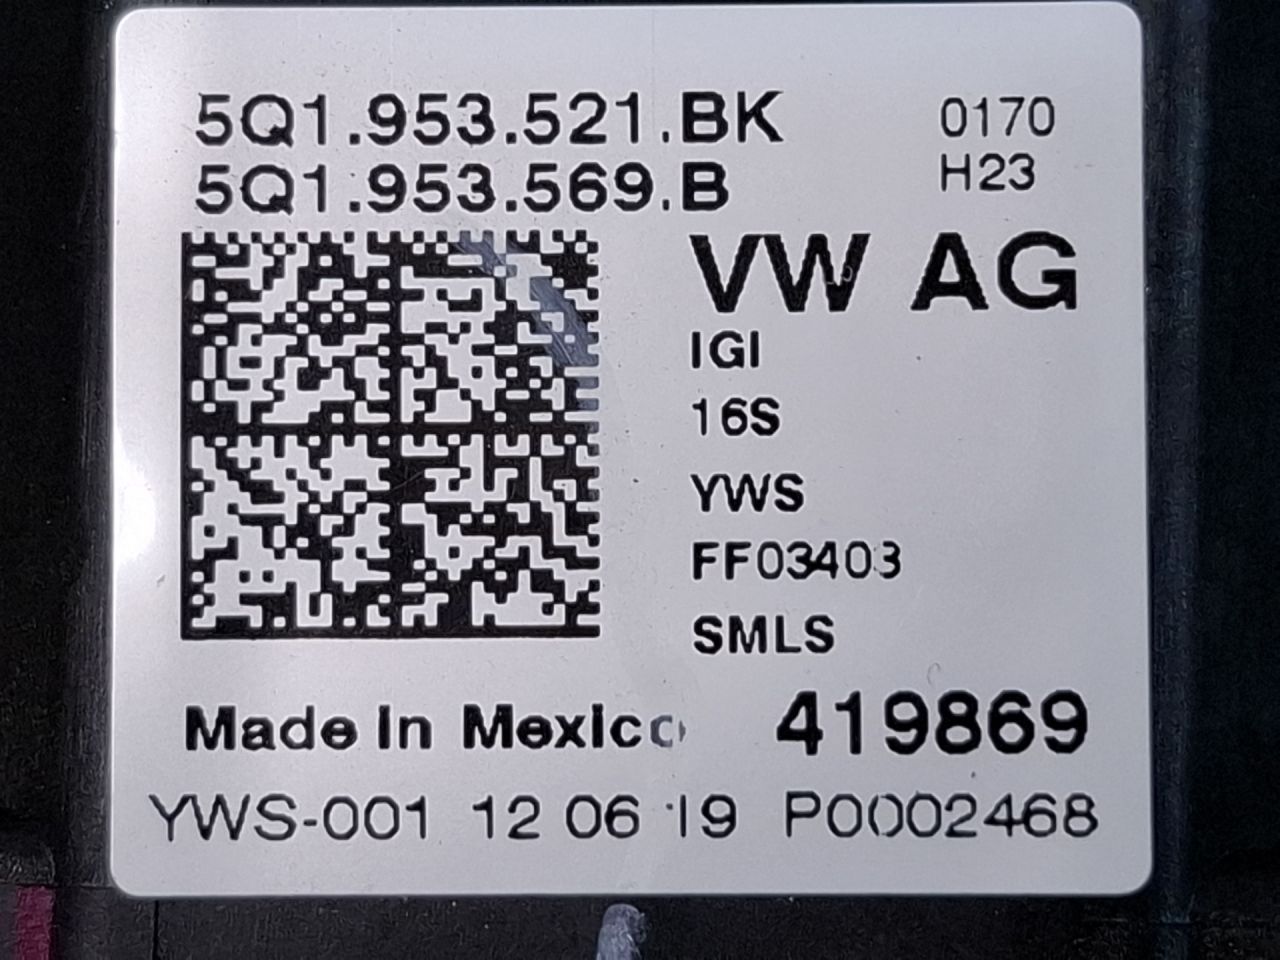 5Q1.953.521.BK 0170
5Q1.953.569.B H23
VW AG
IGI
16S
YWS
FF03403
SMLS
Made In Mexico 419869
YWS-001 12 06 19 P0002468